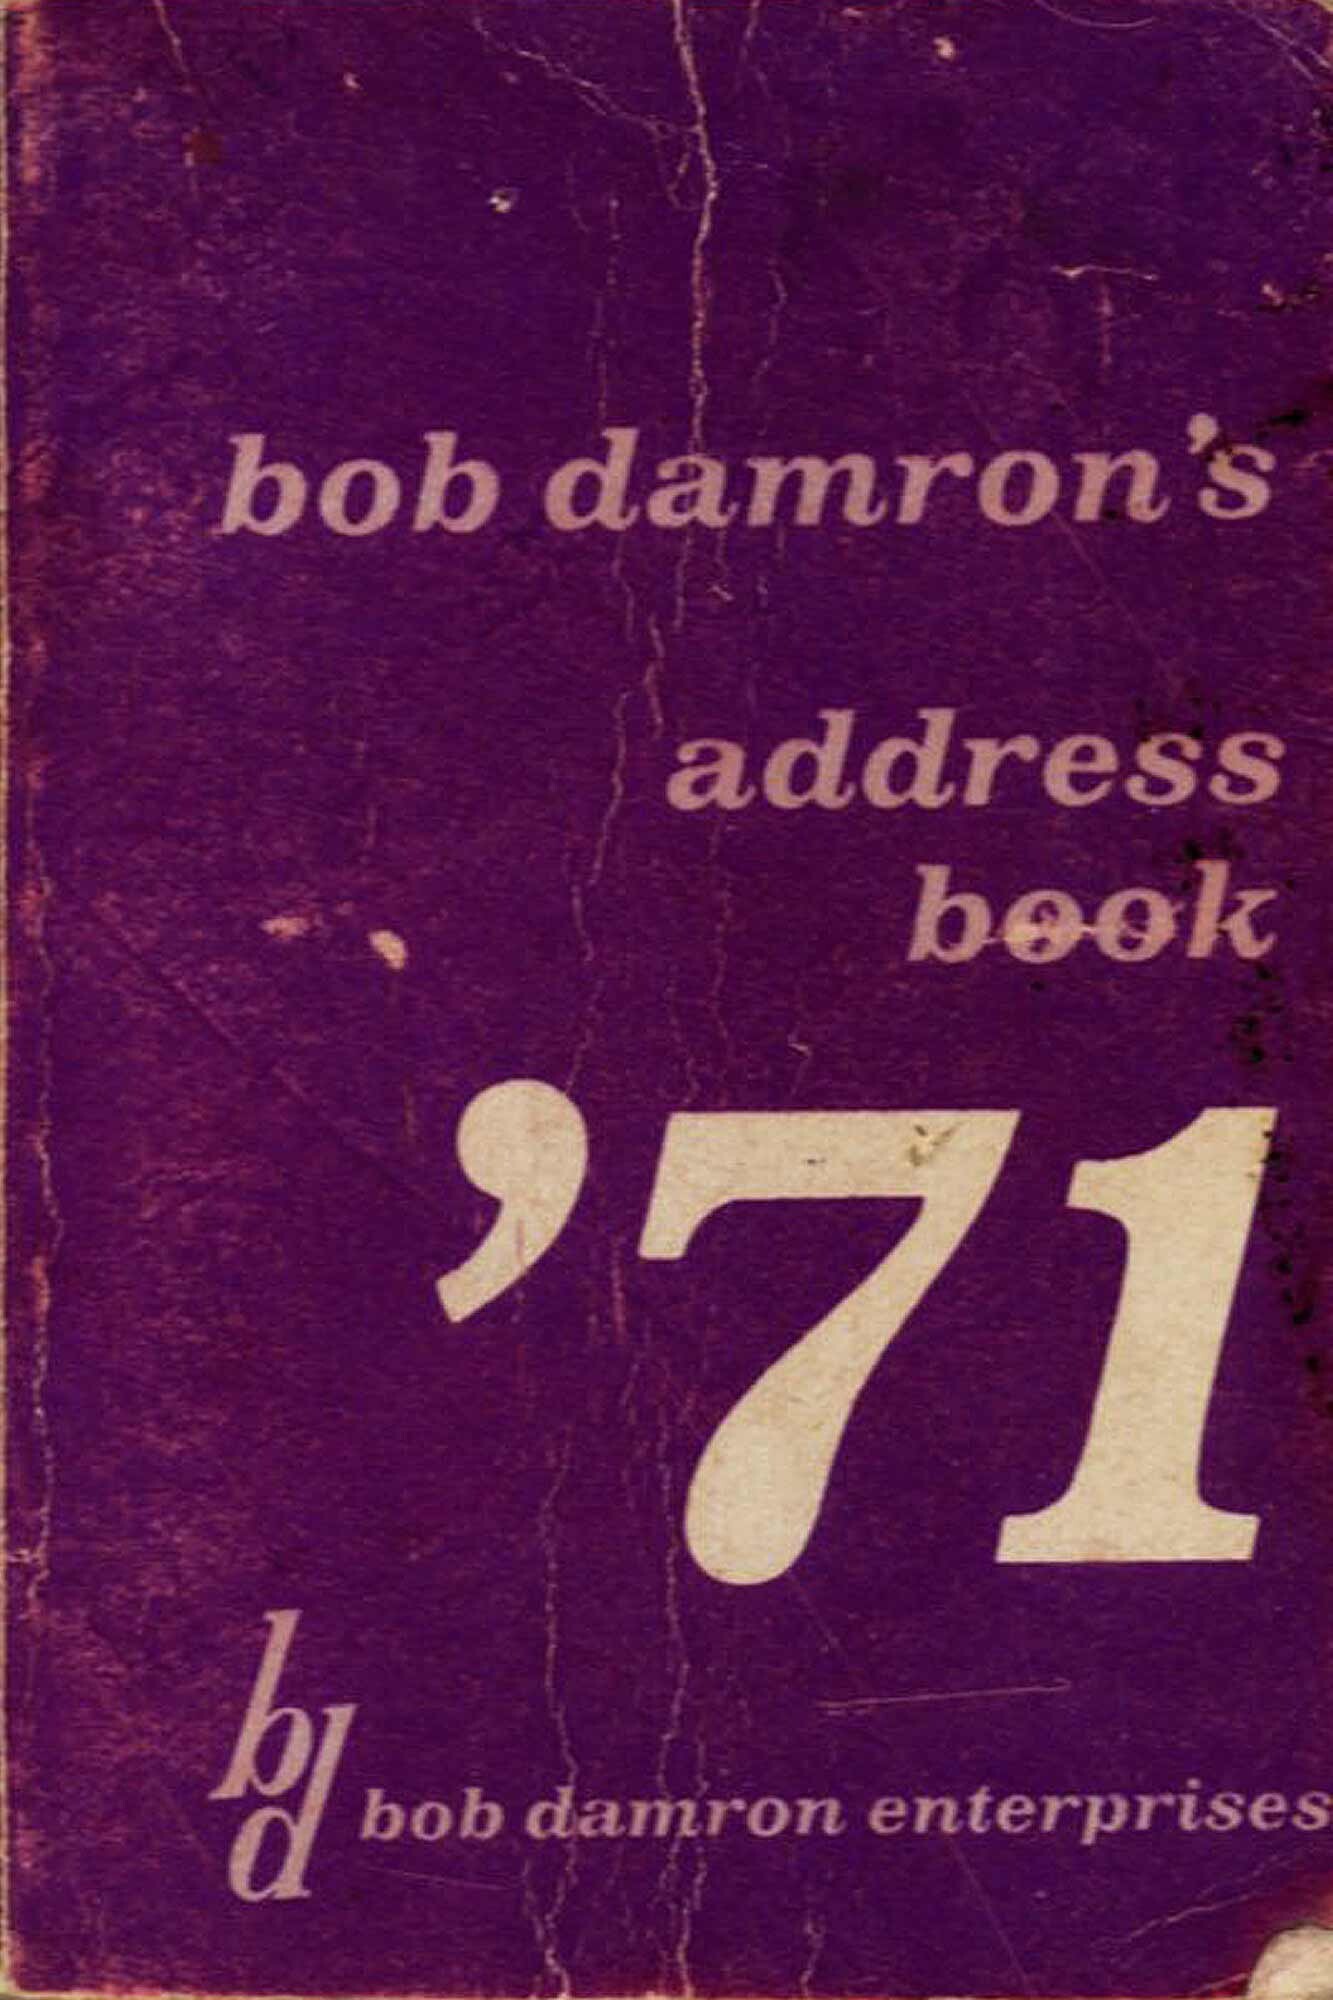 bob damron's
address
book
'71
bd
bob damron enterprises